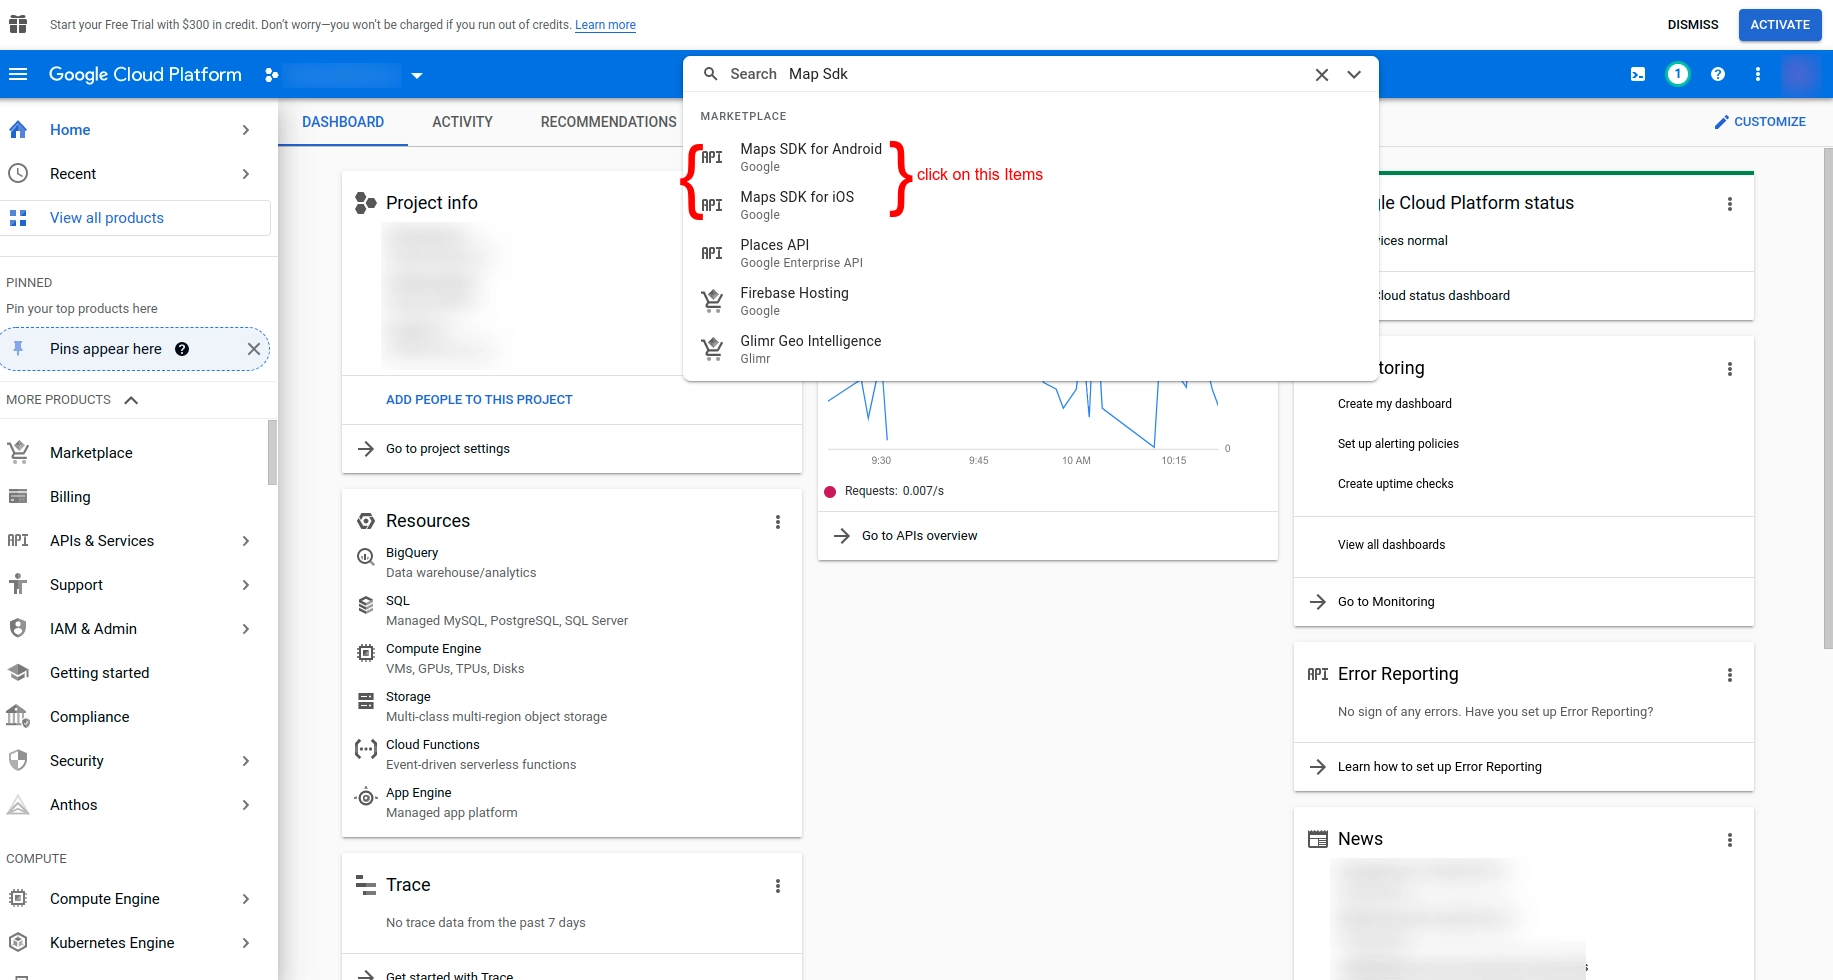 Start your Free Trial with $300 in credit. Don't worry—you won't be charged if you run out of credits. Learn more
DISMISS
ACTIVATE
Google Cloud Platform
Search Map Sdk
1
MARKETPLACE
API Maps SDK for Android
Google
API Maps SDK for iOS
Google
click on this Items
API Places API
Google Enterprise API
Firebase Hosting
Google
Glimr Geo Intelligence
Glimr
Home
Recent
View all products
PINNED
Pin your top products here
Pins appear here
MORE PRODUCTS
Marketplace
Billing
API APIs & Services
Support
IAM & Admin
Getting started
Compliance
Security
Anthos
COMPUTE
Compute Engine
Kubernetes Engine
DASHBOARD
ACTIVITY
RECOMMENDATIONS
CUSTOMIZE
Project info
ADD PEOPLE TO THIS PROJECT
Go to project settings
Resources
BigQuery
Data warehouse/analytics
SQL
Managed MySQL, PostgreSQL, SQL Server
Compute Engine
VMs, GPUs, TPUs, Disks
Storage
Multi-class multi-region object storage
Cloud Functions
Event-driven serverless functions
App Engine
Managed app platform
Trace
No trace data from the past 7 days
Get started with Trace
0
9:30 9:45 10 AM 10:15
Requests: 0.007/s
Go to APIs overview
le Cloud Platform status
ices normal
loud status dashboard
toring
Create my dashboard
Set up alerting policies
Create uptime checks
View all dashboards
Go to Monitoring
API Error Reporting
No sign of any errors. Have you set up Error Reporting?
Learn how to set up Error Reporting
News